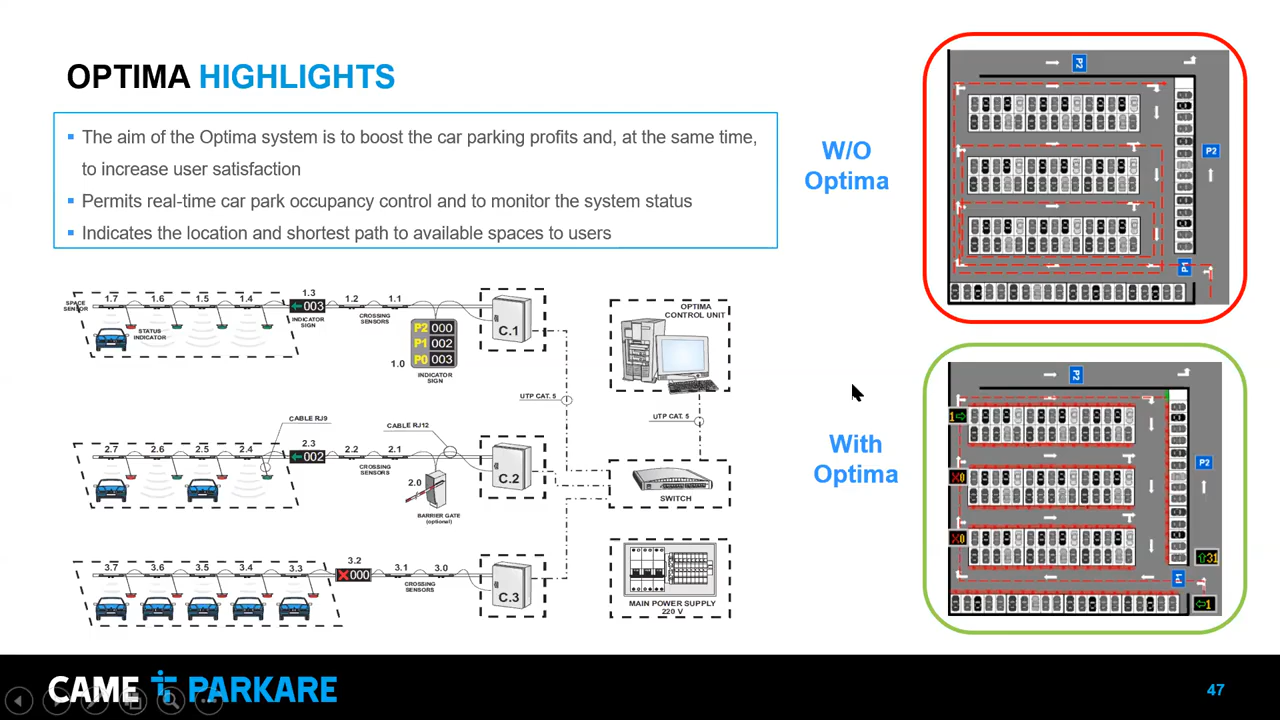 OPTIMA HIGHLIGHTS
The aim of the Optima system is to boost the car parking profits and, at the same time,
to increase user satisfaction
Permits real-time car park occupancy control and to monitor the system status
Indicates the location and shortest path to available spaces to users
W/O
Optima
P2
P2
P1
With
Optima
P2
P2
P1
1
X0
X0
31
1
SPACE
SENSOR
1.7
1.6
1.5
1.4
1.3
003
INDICATOR
SIGN
1.2
1.1
CROSSING
SENSORS
STATUS
INDICATOR
P2 000
P1 002
P0 003
1.0
INDICATOR
SIGN
C.1
OPTIMA
CONTROL UNIT
UTP CAT. 5
UTP CAT. 5
CABLE RJ9
CABLE RJ12
2.7
2.6
2.5
2.4
2.3
002
2.2
2.1
CROSSING
SENSORS
2.0
BARRIER GATE
(optional)
C.2
SWITCH
3.7
3.6
3.5
3.4
3.3
3.2
X000
3.1
3.0
CROSSING
SENSORS
C.3
MAIN POWER SUPPLY
220 V
CAME PARKARE
47